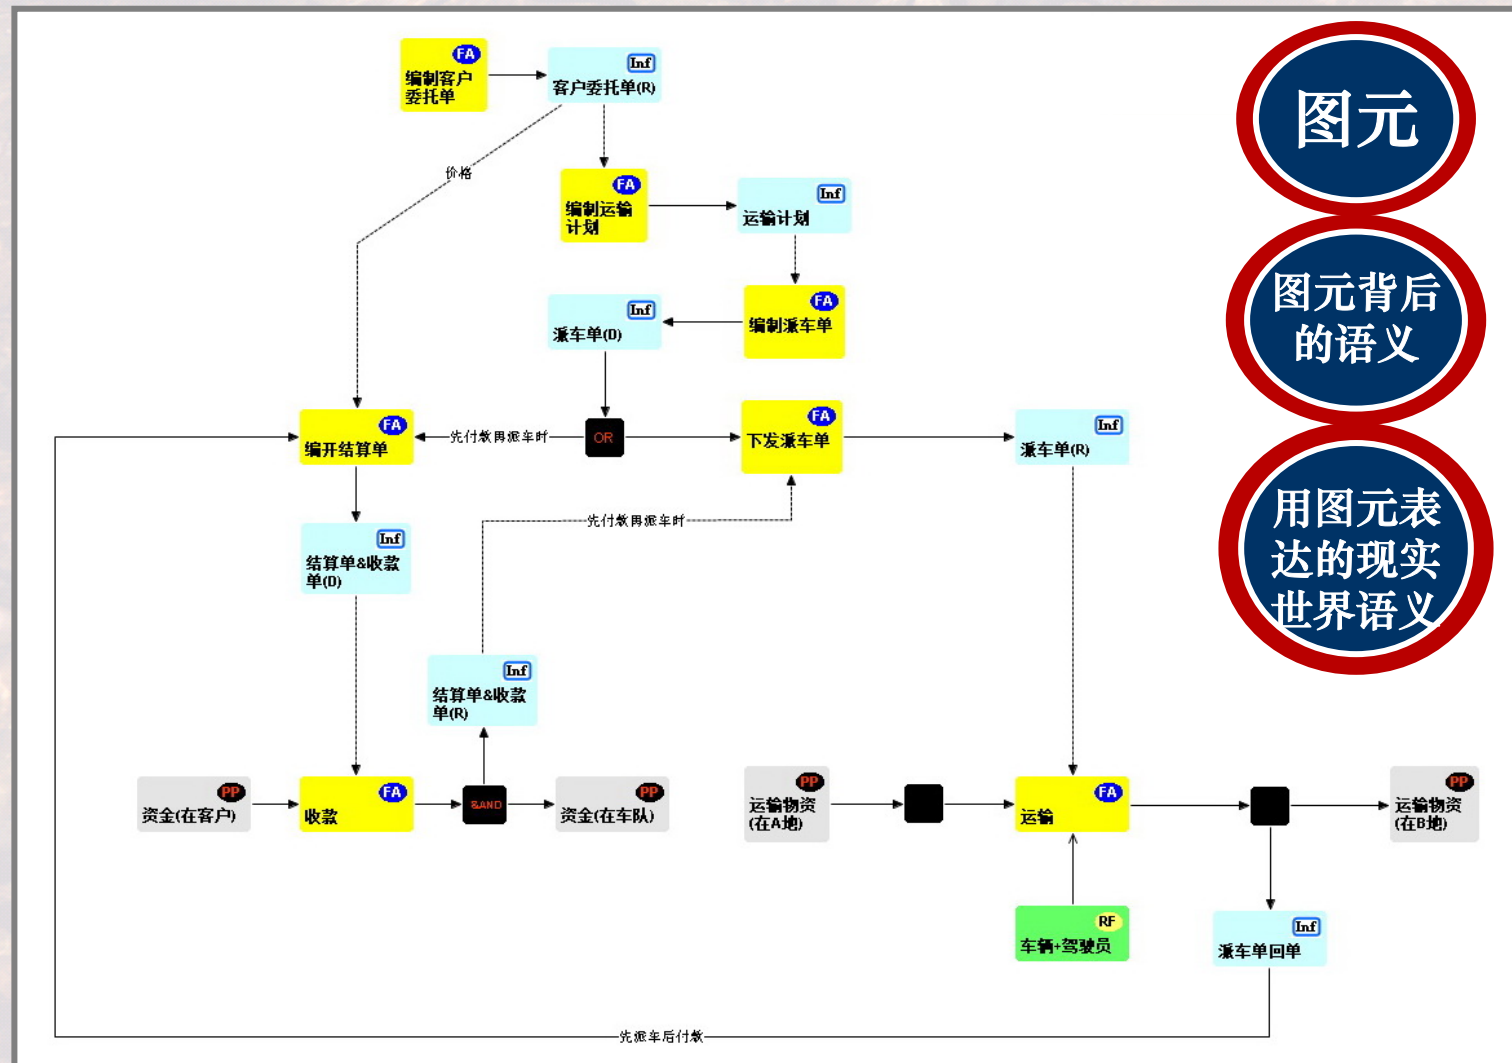 FA
编制客户
委托单
Inf
客户委托单(R)
价格
FA
编制运输
计划
Inf
运输计划
FA
编制派车单
Inf
派车单(D)
OR
先付款再派车时
FA
编开结算单
FA
下发派车单
Inf
派车单(R)
先付款再派车时
Inf
结算单&收款
单(D)
Inf
结算单&收款
单(R)
PP
资金(在客户)
FA
收款
&AND
PP
资金(在车队)
PP
运输物资
(在A地)
FA
运输
PP
运输物资
(在B地)
RF
车辆+驾驶员
Inf
派车单回单
先派车后付款
图元
图元背后
的语义
用图元表
达的现实
世界语义